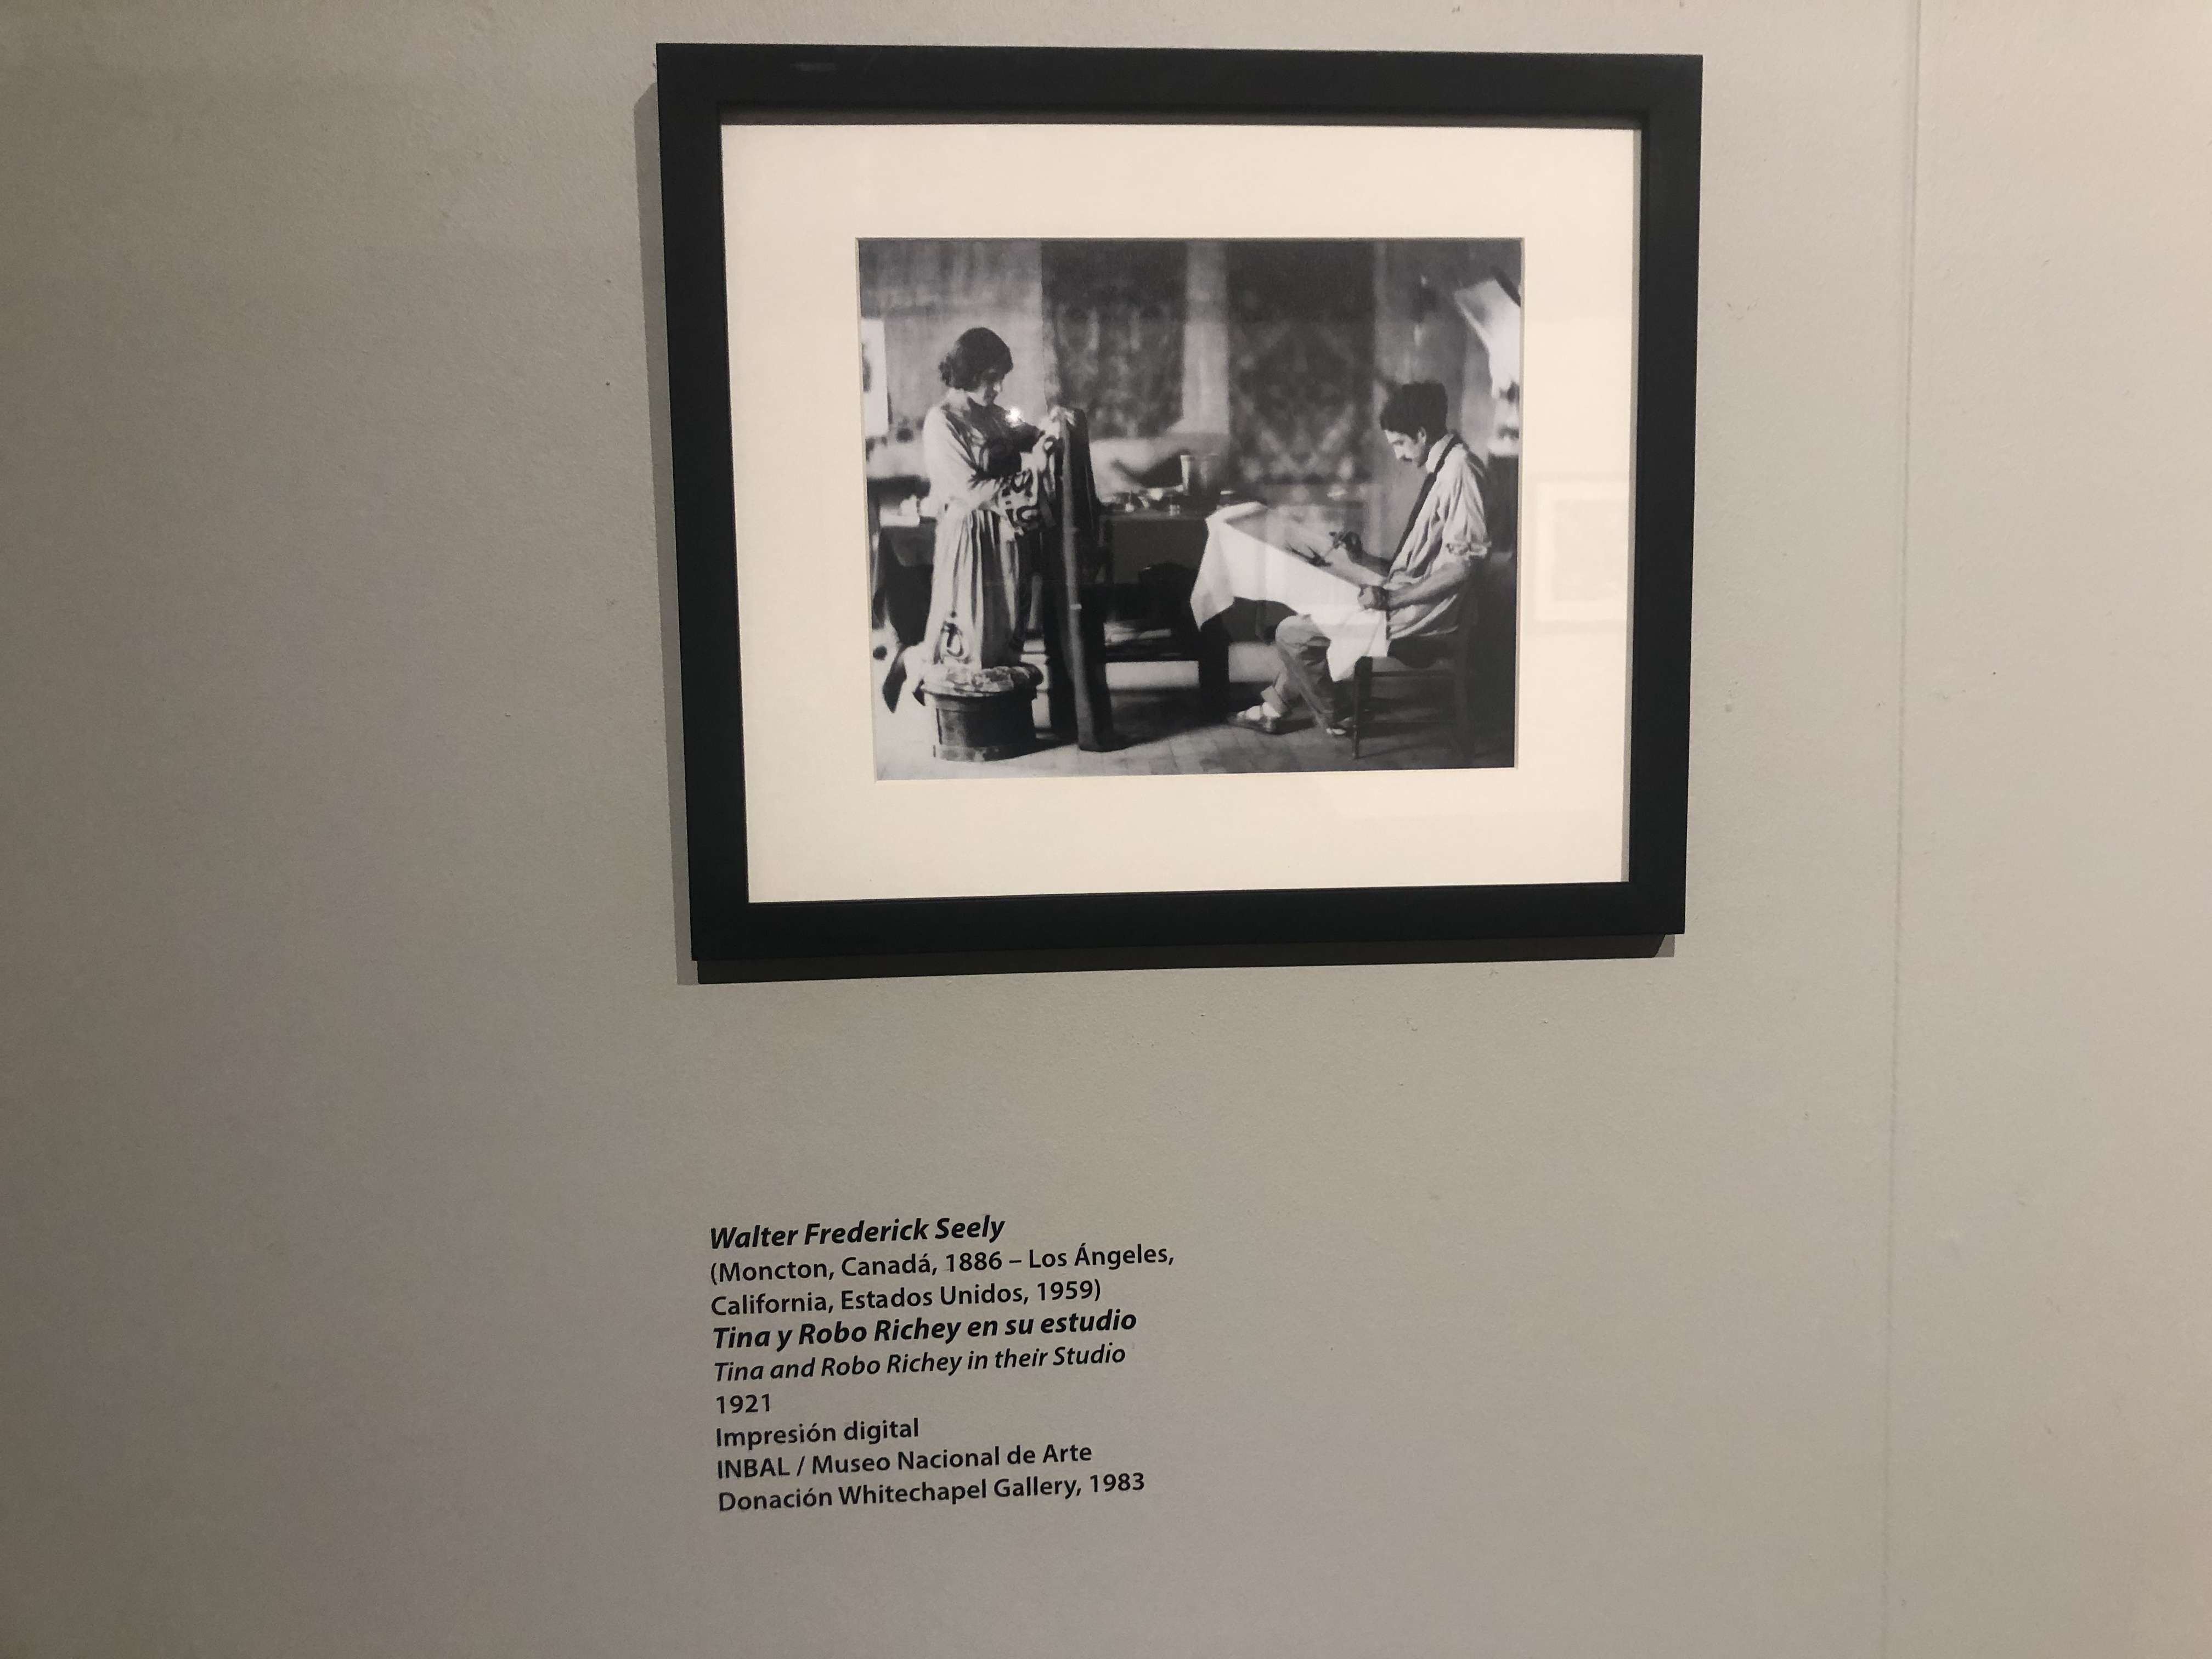 Walter Frederick Seely
(Moncton, Canadá, 1886 – Los Ángeles,
California, Estados Unidos, 1959)
Tina y Robo Richey en su estudio
Tina and Robo Richey in their Studio
1921
Impresión digital
INBAL / Museo Nacional de Arte
Donación Whitechapel Gallery, 1983